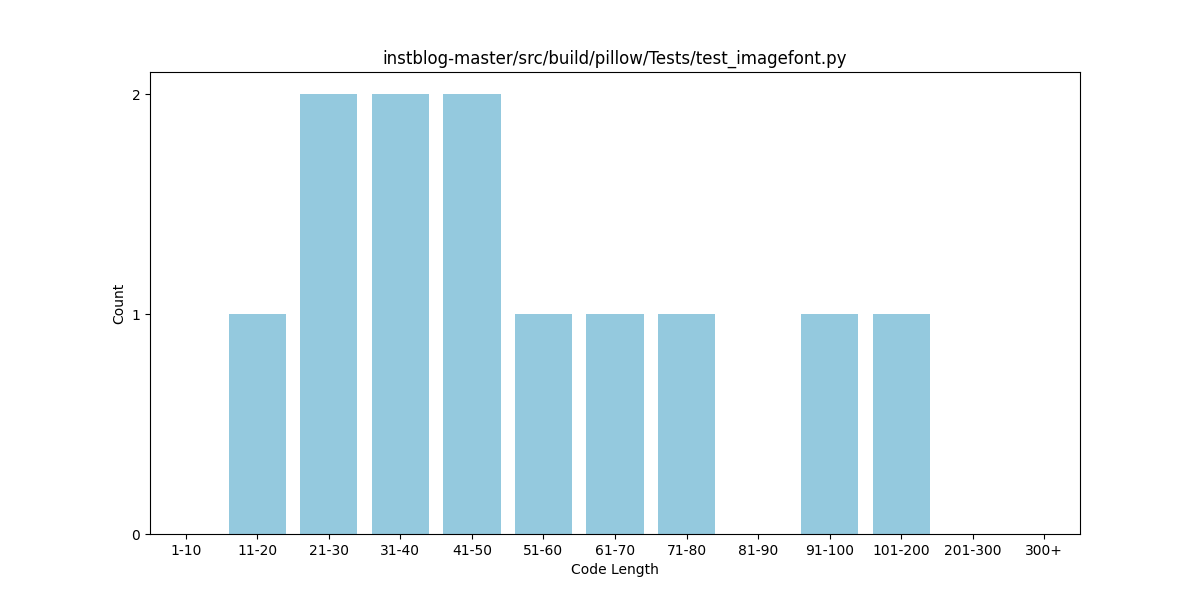 instblog-master/src/build/pillow/Tests/test_imagefont.py
2
1
0
Count
1-10 11-20 21-30 31-40 41-50 51-60 61-70 71-80 81-90 91-100 101-200 201-300 300+
Code Length